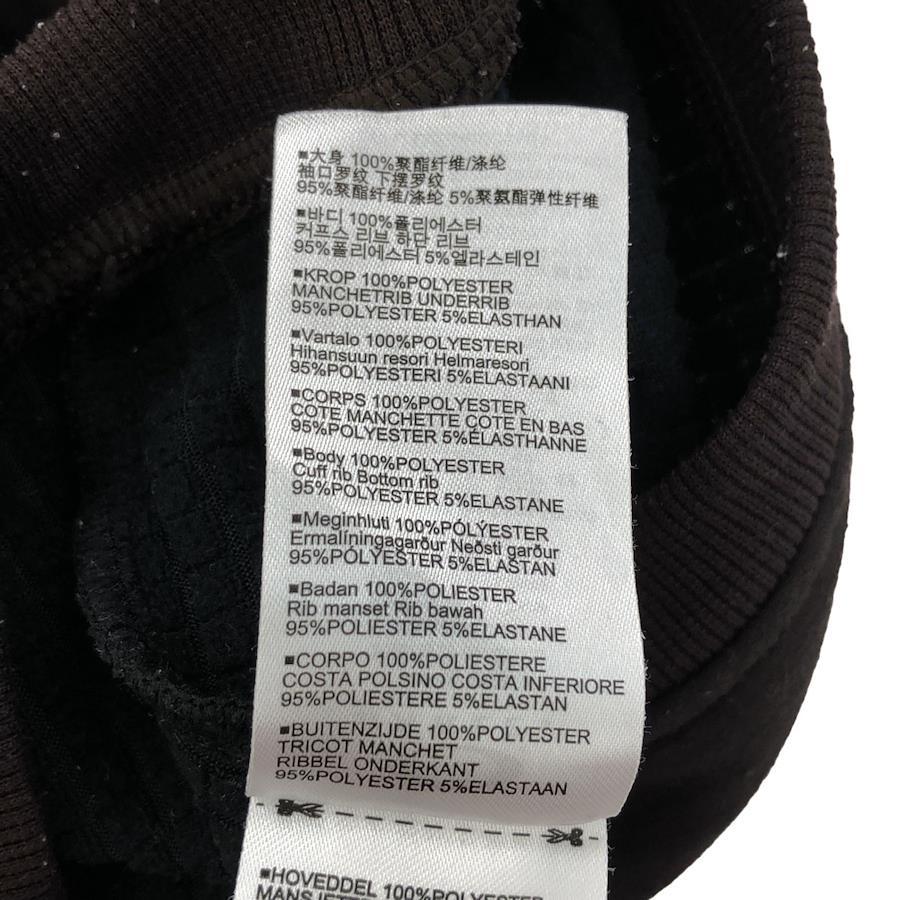 ■大身 100%聚酯纤维/涤纶
袖口罗纹 下摆罗纹
95%聚酯纤维/涤纶 5%聚氨酯弹性纤维
■바디 100%폴리에스터
커프스 리브 하단 리브
95%폴리에스터 5%엘라스테인
■KROP 100%POLYESTER
MANCHETRIB UNDERRIB
95%POLYESTER 5%ELASTHAN
■Vartalo 100%POLYESTERI
Hihansuun resori Helmaresori
95%POLYESTERI 5%ELASTAANI
■CORPS 100%POLYESTER
COTE MANCHETTE COTE EN BAS
95%POLYESTER 5%ÉLASTHANNE
■Body 100%POLYESTER
Cuff rib Bottom rib
95%POLYESTER 5%ELASTANE
■Meginhluti 100%PÓLÝESTER
Ermalíningagarður Neðsti garður
95%PÓLÝESTER 5%ELASTAN
■Badan 100%POLIESTER
Rib manset Rib bawah
95%POLIESTER 5%ELASTANE
■CORPO 100%POLIESTERE
COSTA POLSINO COSTA INFERIORE
95%POLIESTERE 5%ELASTAN
■BUITENZIJDE 100%POLYESTER
TRICOT MANCHET
RIBBEL ONDERKANT
95%POLYESTER 5%ELASTAAN
■HOVEDDEL 100%POLYESTER